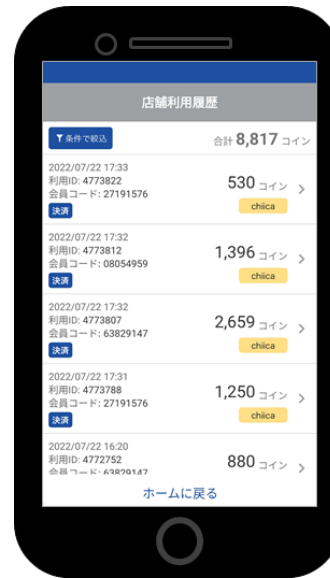 店舗利用履歴
条件で絞込
合計 8,817 コイン
2022/07/22 17:33
利用ID: 4773822
会員コード: 27191576
決済
530 コイン
chiica
2022/07/22 17:32
利用ID: 4773812
会員コード: 08054959
決済
1,396 コイン
chiica
2022/07/22 17:32
利用ID: 4773807
会員コード: 63829147
決済
2,659 コイン
chiica
2022/07/22 17:31
利用ID: 4773788
会員コード: 27191576
決済
1,250 コイン
chiica
2022/07/22 16:20
利用ID: 4772752
会員コード: 63829147
880 コイン
ホームに戻る